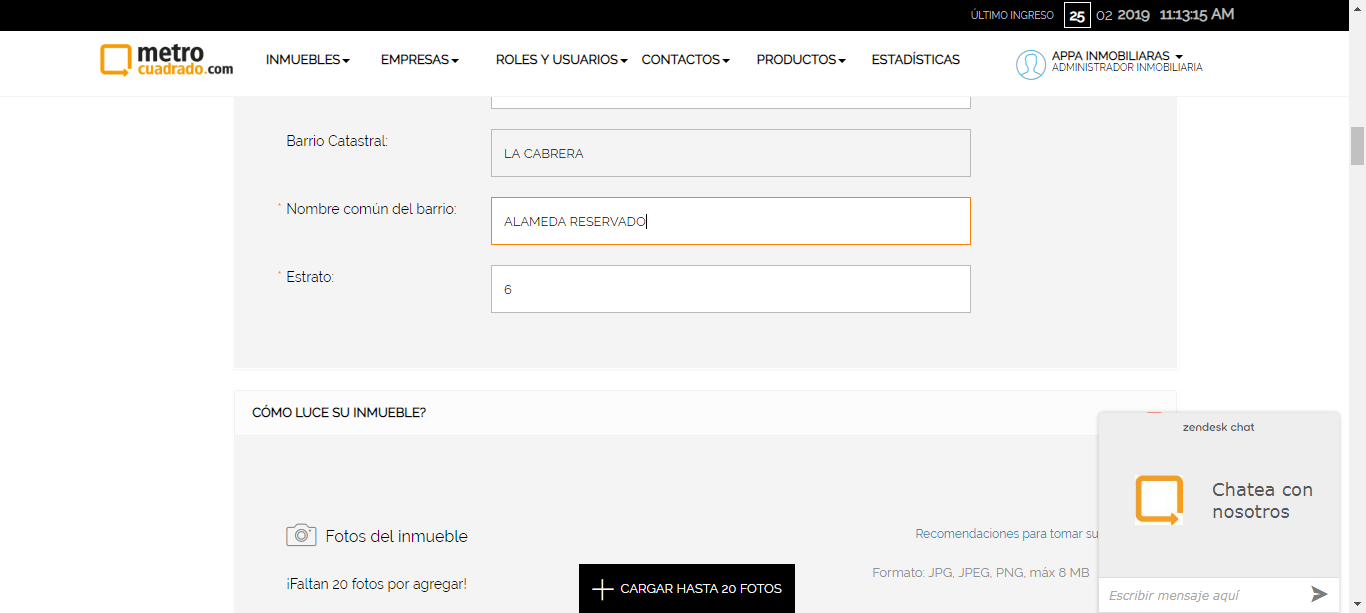 ÚLTIMO INGRESO 25 02 2019 11:13:15 AM
metro
cuadrado.com
INMUEBLES EMPRESAS ROLES Y USUARIOS CONTACTOS PRODUCTOS ESTADÍSTICAS
APPA INMOBILIARAS
ADMINISTRADOR INMOBILIARIA
Barrio Catastral: LA CABRERA
* Nombre común del barrio: ALAMEDA RESERVADO
* Estrato: 6
CÓMO LUCE SU INMUEBLE?
zendesk chat
Chatea con
nosotros
Fotos del inmueble
Recomendaciones para tomar su
Formato: JPG, JPEG, PNG, máx 8 MB
¡Faltan 20 fotos por agregar!
CARGAR HASTA 20 FOTOS
Escribir mensaje aquí